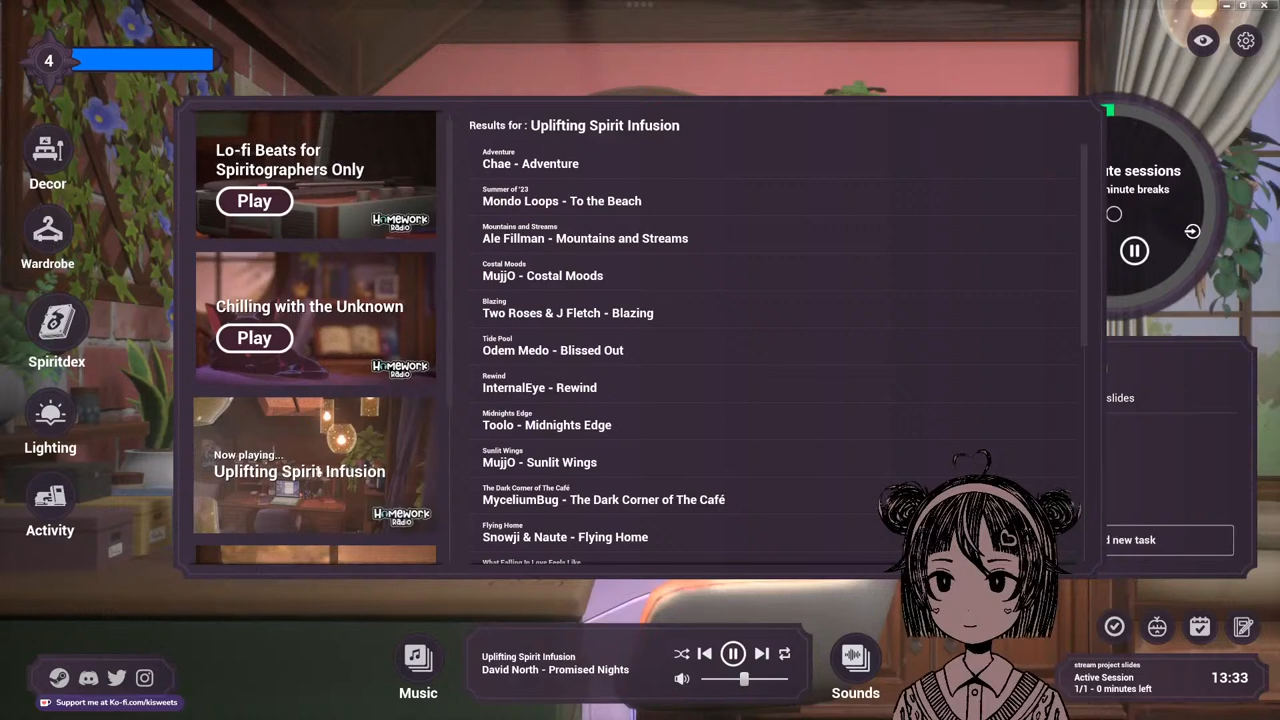 4
Decor
Wardrobe
Spiritdex
Lighting
Activity
Lo-fi Beats for
Spiritographers Only
Play
Homework
Radio
Chilling with the Unknown
Play
Homework
Radio
Now playing...
Uplifting Spirit Infusion
Homework
Radio
Results for : Uplifting Spirit Infusion
Adventure
Chae - Adventure
Summer of '23
Mondo Loops - To the Beach
Mountains and Streams
Ale Fillman - Mountains and Streams
Costal Moods
MujjO - Costal Moods
Blazing
Two Roses & J Fletch - Blazing
Tide Pool
Odem Medo - Blissed Out
Rewind
InternalEye - Rewind
Midnights Edge
Toolo - Midnights Edge
Sunlit Wings
MujjO - Sunlit Wings
The Dark Corner of The Café
MyceliumBug - The Dark Corner of The Café
Flying Home
Snowji & Naute - Flying Home
What Falling In Love Feels Like
ute sessions
minute breaks
slides
d new task
Support me at Ko-fi.com/kisweets
Music
Uplifting Spirit Infusion
David North - Promised Nights
Sounds
stream project slides
Active Session
1/1 - 0 minutes left
13:33